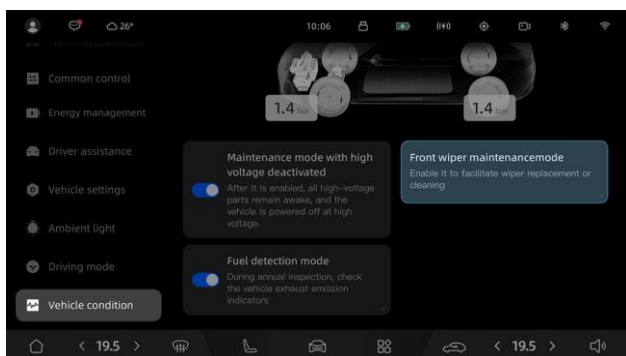 26°
10:06
Common control
Energy management
Driver assistance
Vehicle settings
Ambient light
Driving mode
Vehicle condition
1.4 bar
1.4 bar
Maintenance mode with high
voltage deactivated
After it is enabled, all high-voltage
parts remain awake, and the
vehicle is powered off at high
voltage.
Front wiper maintenancemode
Enable it to facilitate wiper replacement or
cleaning
Fuel detection mode
During annual inspection, check
the vehicle exhaust emission
indicators
< 19.5 >
< 19.5 >